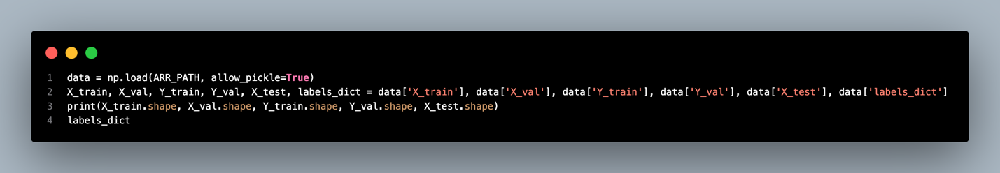 1 data = np.load(ARR_PATH, allow_pickle=True)
2 X_train, X_val, Y_train, Y_val, X_test, labels_dict = data['X_train'], data['X_val'], data['Y_train'], data['Y_val'], data['X_test'], data['labels_dict']
3 print(X_train.shape, X_val.shape, Y_train.shape, Y_val.shape, X_test.shape)
4 labels_dict